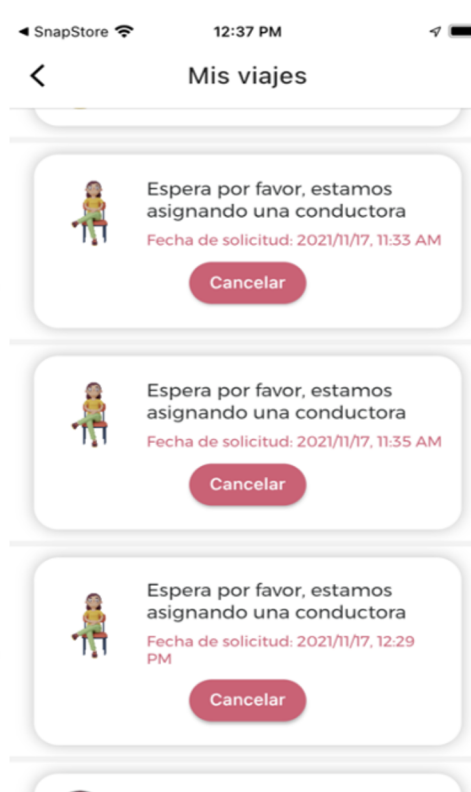 SnapStore 12:37 PM
Mis viajes
Espera por favor, estamos
asignando una conductora
Fecha de solicitud: 2021/11/17, 11:33 AM
Cancelar
Espera por favor, estamos
asignando una conductora
Fecha de solicitud: 2021/11/17, 11:35 AM
Cancelar
Espera por favor, estamos
asignando una conductora
Fecha de solicitud: 2021/11/17, 12:29
PM
Cancelar